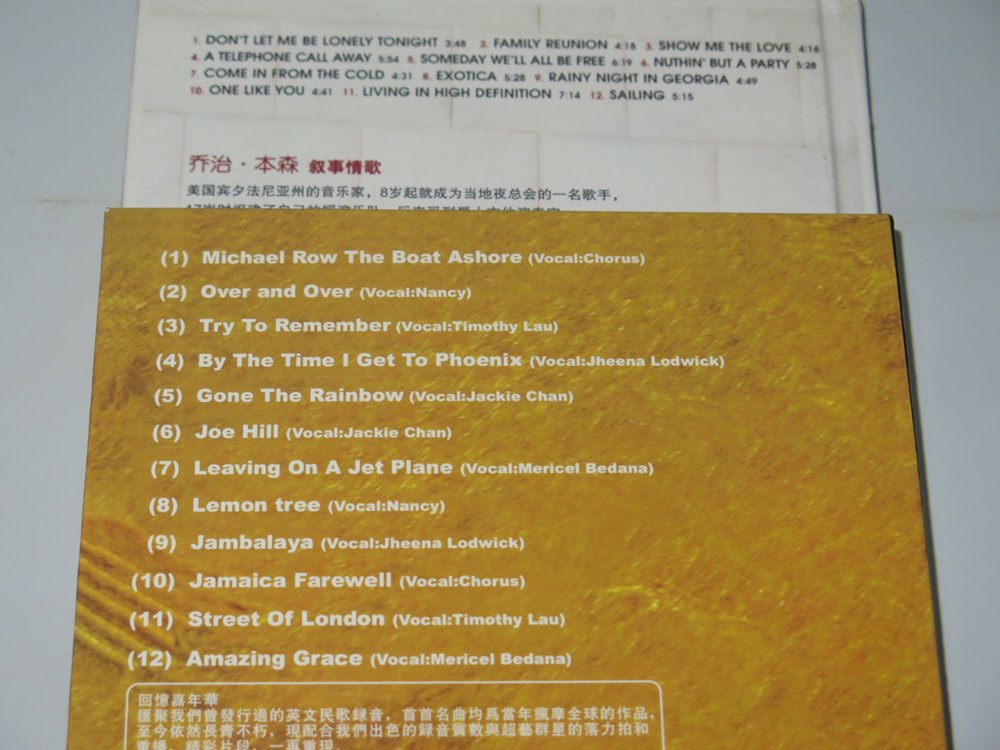 1. DON'T LET ME BE LONELY TONIGHT 3:48 2. FAMILY REUNION 4:18 3. SHOW ME THE LOVE 4:16
4. A TELEPHONE CALL AWAY 5:54 5. SOMEDAY WE'LL ALL BE FREE 6:19 6. NUTHIN' BUT A PARTY 5:28
7. COME IN FROM THE COLD 4:31 8. EXOTICA 5:28 9. RAINY NIGHT IN GEORGIA 4:49
10. ONE LIKE YOU 4:41 11. LIVING IN HIGH DEFINITION 7:14 12. SAILING 5:15
乔治·本森 叙事情歌
美国宾夕法尼亚州的音乐家，8岁起就成为当地夜总会的一名歌手，
(1) Michael Row The Boat Ashore (Vocal:Chorus)
(2) Over and Over (Vocal:Nancy)
(3) Try To Remember (Vocal:Timothy Lau)
(4) By The Time I Get To Phoenix (Vocal:Jheena Lodwick)
(5) Gone The Rainbow (Vocal:Jackie Chan)
(6) Joe Hill (Vocal:Jackie Chan)
(7) Leaving On A Jet Plane (Vocal:Mericel Bedana)
(8) Lemon tree (Vocal:Nancy)
(9) Jambalaya (Vocal:Jheena Lodwick)
(10) Jamaica Farewell (Vocal:Chorus)
(11) Street Of London (Vocal:Timothy Lau)
(12) Amazing Grace (Vocal:Mericel Bedana)
回憶嘉年華
匯聚我們曾發行過的英文民歌録音，首首名曲均爲當年瘋摩全球的作品，
至今依然長青不朽，現配合我們出色的録音質數與超藝群星的落力拍和
重播，精彩片段，一再重現。